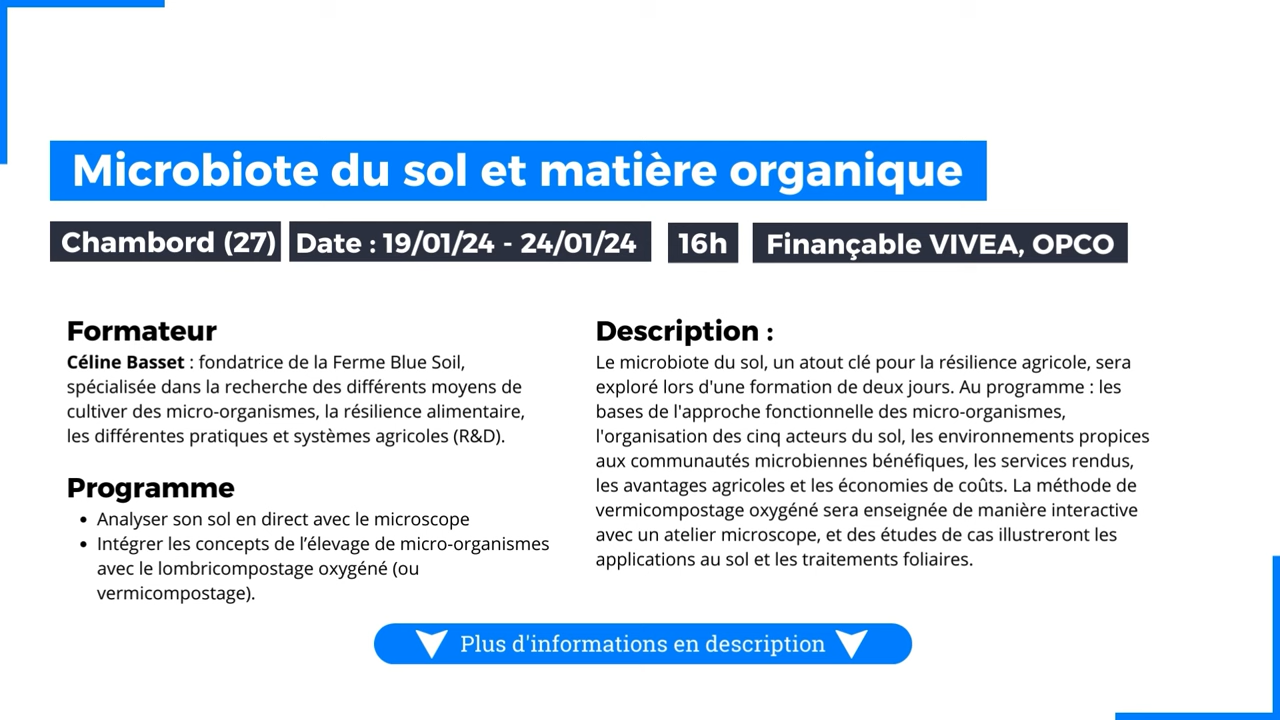 Microbiote du sol et matière organique
Chambord (27)
Date : 19/01/24 - 24/01/24
16h
Finançable VIVEA, OPCO
Formateur
Céline Basset : fondatrice de la Ferme Blue Soil,
spécialisée dans la recherche des différents moyens de
cultiver des micro-organismes, la résilience alimentaire,
les différentes pratiques et systèmes agricoles (R&D).
Programme
• Analyser son sol en direct avec le microscope
• Intégrer les concepts de l’élevage de micro-organismes
avec le lombricompostage oxygéné (ou
vermicompostage).
Description :
Le microbiote du sol, un atout clé pour la résilience agricole, sera
exploré lors d'une formation de deux jours. Au programme : les
bases de l'approche fonctionnelle des micro-organismes,
l'organisation des cinq acteurs du sol, les environnements propices
aux communautés microbiennes bénéfiques, les services rendus,
les avantages agricoles et les économies de coûts. La méthode de
vermicompostage oxygéné sera enseignée de manière interactive
avec un atelier microscope, et des études de cas illustreront les
applications au sol et les traitements foliaires.
Plus d'informations en description